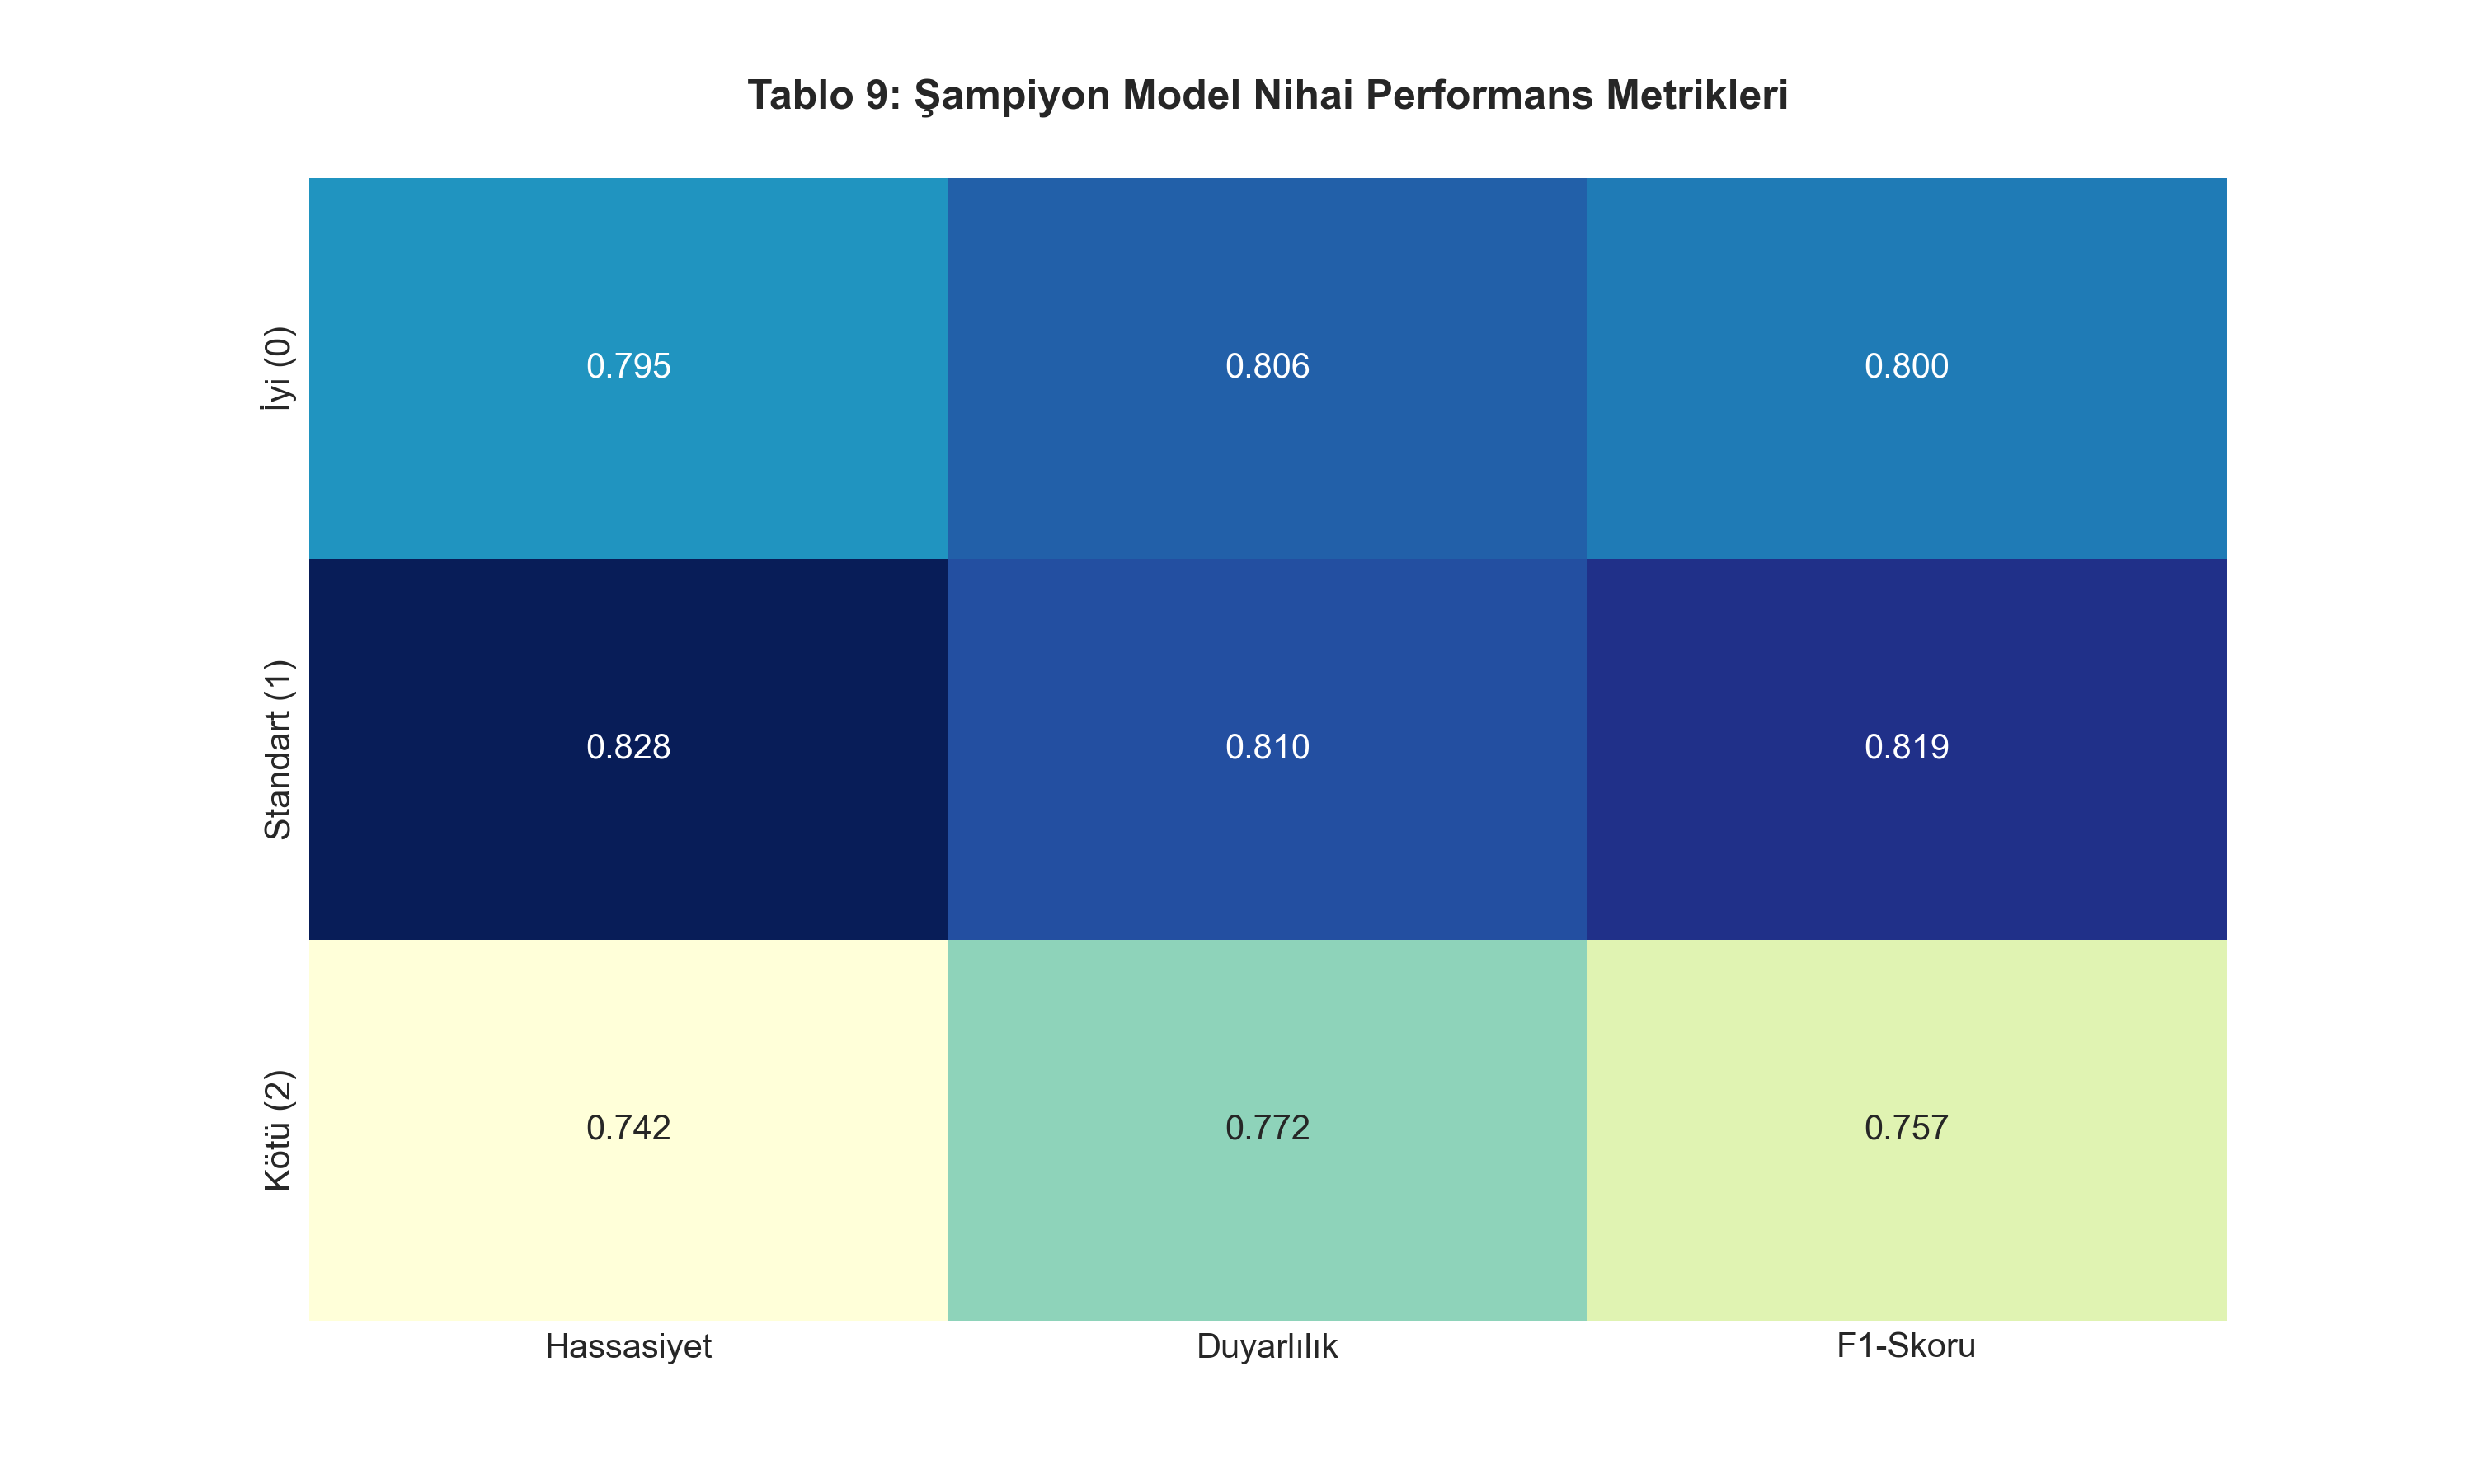 Tablo 9: Şampiyon Model Nihai Performans Metrikleri
İyi (0) 0.795 0.806 0.800
Standart (1) 0.828 0.810 0.819
Kötü (2) 0.742 0.772 0.757
Hassasiyet Duyarlılık F1-Skoru